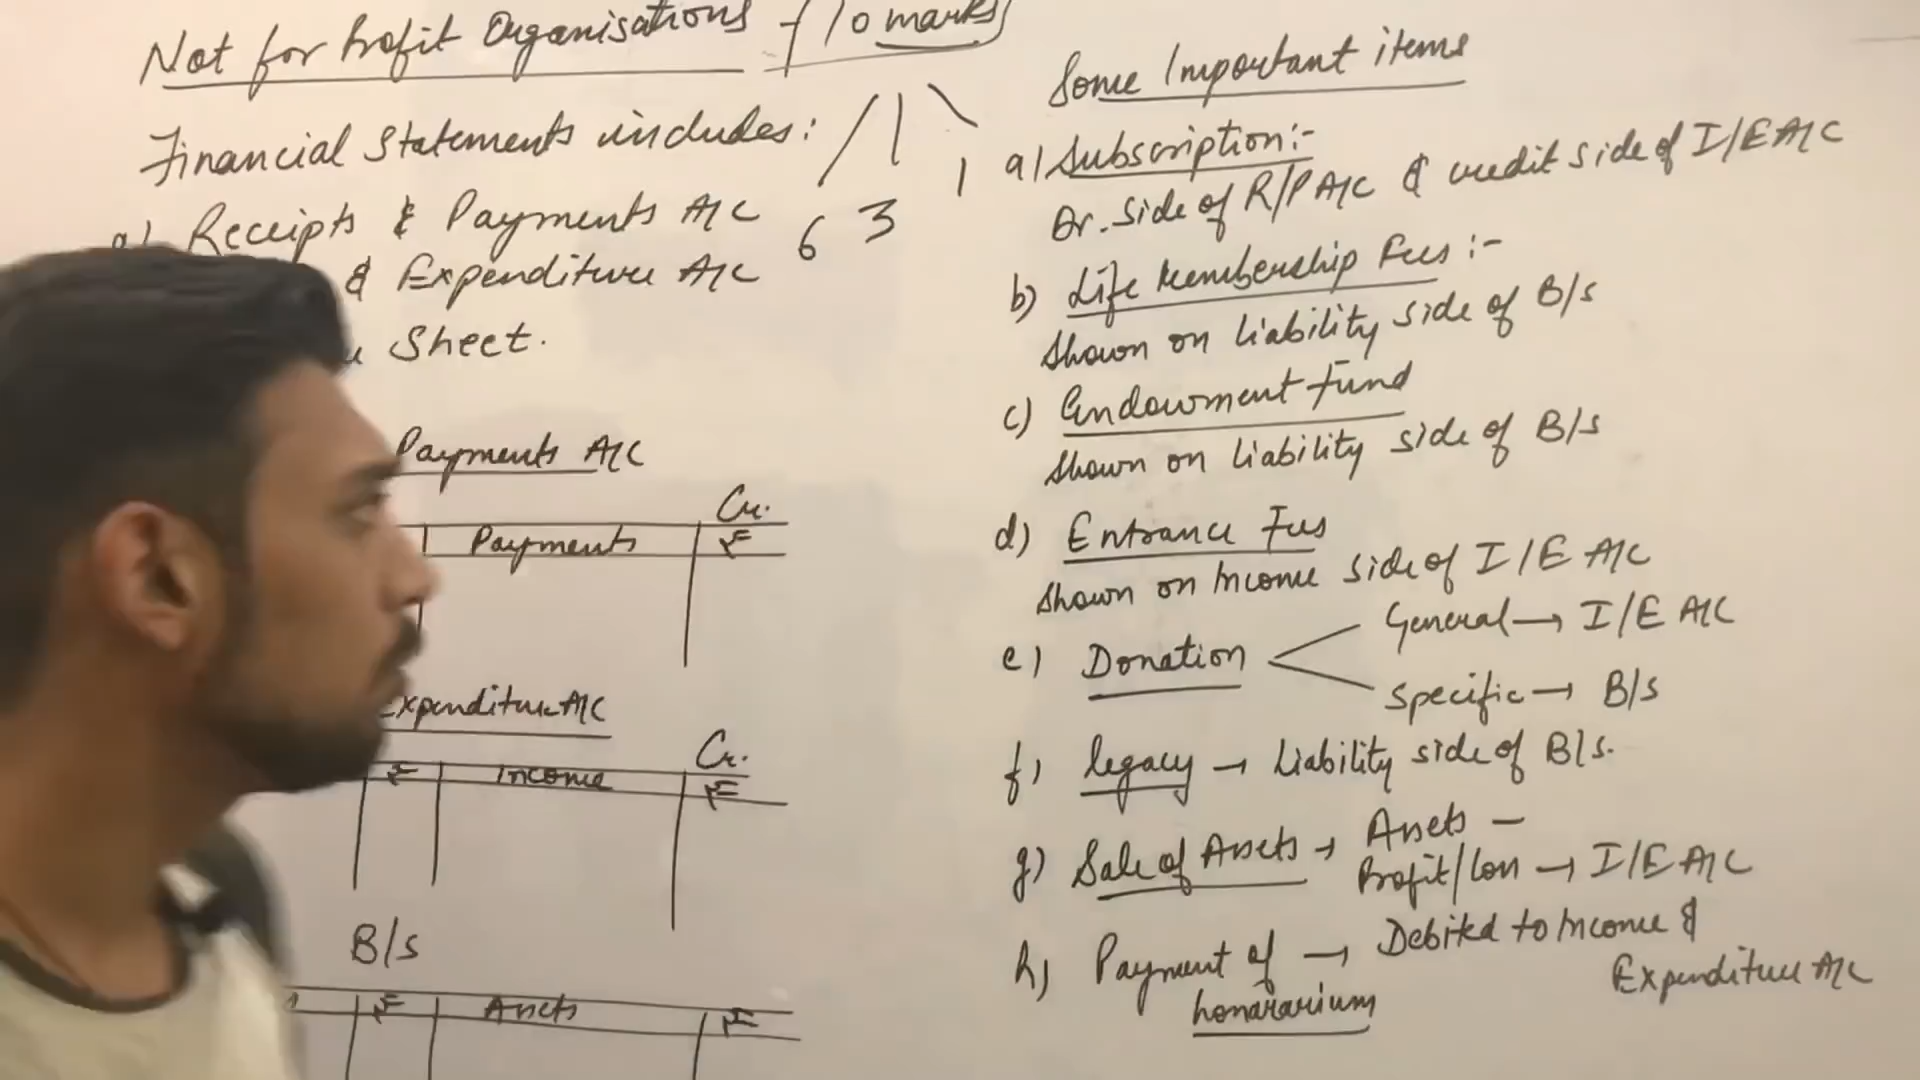 Not for Profit Organisations - 10 marks
6 3 1
Financial Statements includes:
a) Receipts & Payments A/C
& Expenditure A/C
Sheet.
Payments A/C
Cr.
Payments ₹
Expenditure A/C
Cr.
₹ Income ₹
B/S
₹ Assets ₹
Some Important items
a) Subscription:-
Dr. Side of R/P A/C & credit side of I/E A/C
b) Life Membership Fees :-
Shown on liability side of B/S
c) Endowment Fund
Shown on liability side of B/S
d) Entrance Fees
Shown on Income side of I/E A/C
e) Donation
General → I/E A/C
Specific → B/S
f) legacy → Liability side of B/S.
g) Sale of Assets → Assets -
Profit/Loss → I/E A/C
h) Payment of → Debited to Income &
honararium Expenditure A/C